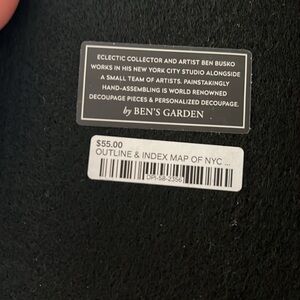 ECLECTIC COLLECTOR AND ARTIST BEN BUSKO
WORKS IN HIS NEW YORK CITY STUDIO ALONGSIDE
A SMALL TEAM OF ARTISTS. PAINSTAKINGLY
HAND-ASSEMBLING IS WORLD RENOWNED
DECOUPAGE PIECES & PERSONALIZED DECOUPAGE.
by BEN'S GARDEN
$55.00
OUTLINE & INDEX MAP OF NYC ...